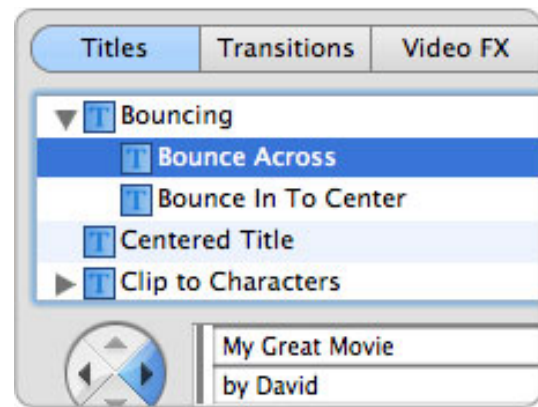 Titles Transitions Video FX
T Bouncing
T Bounce Across
T Bounce In To Center
T Centered Title
T Clip to Characters
My Great Movie
by David